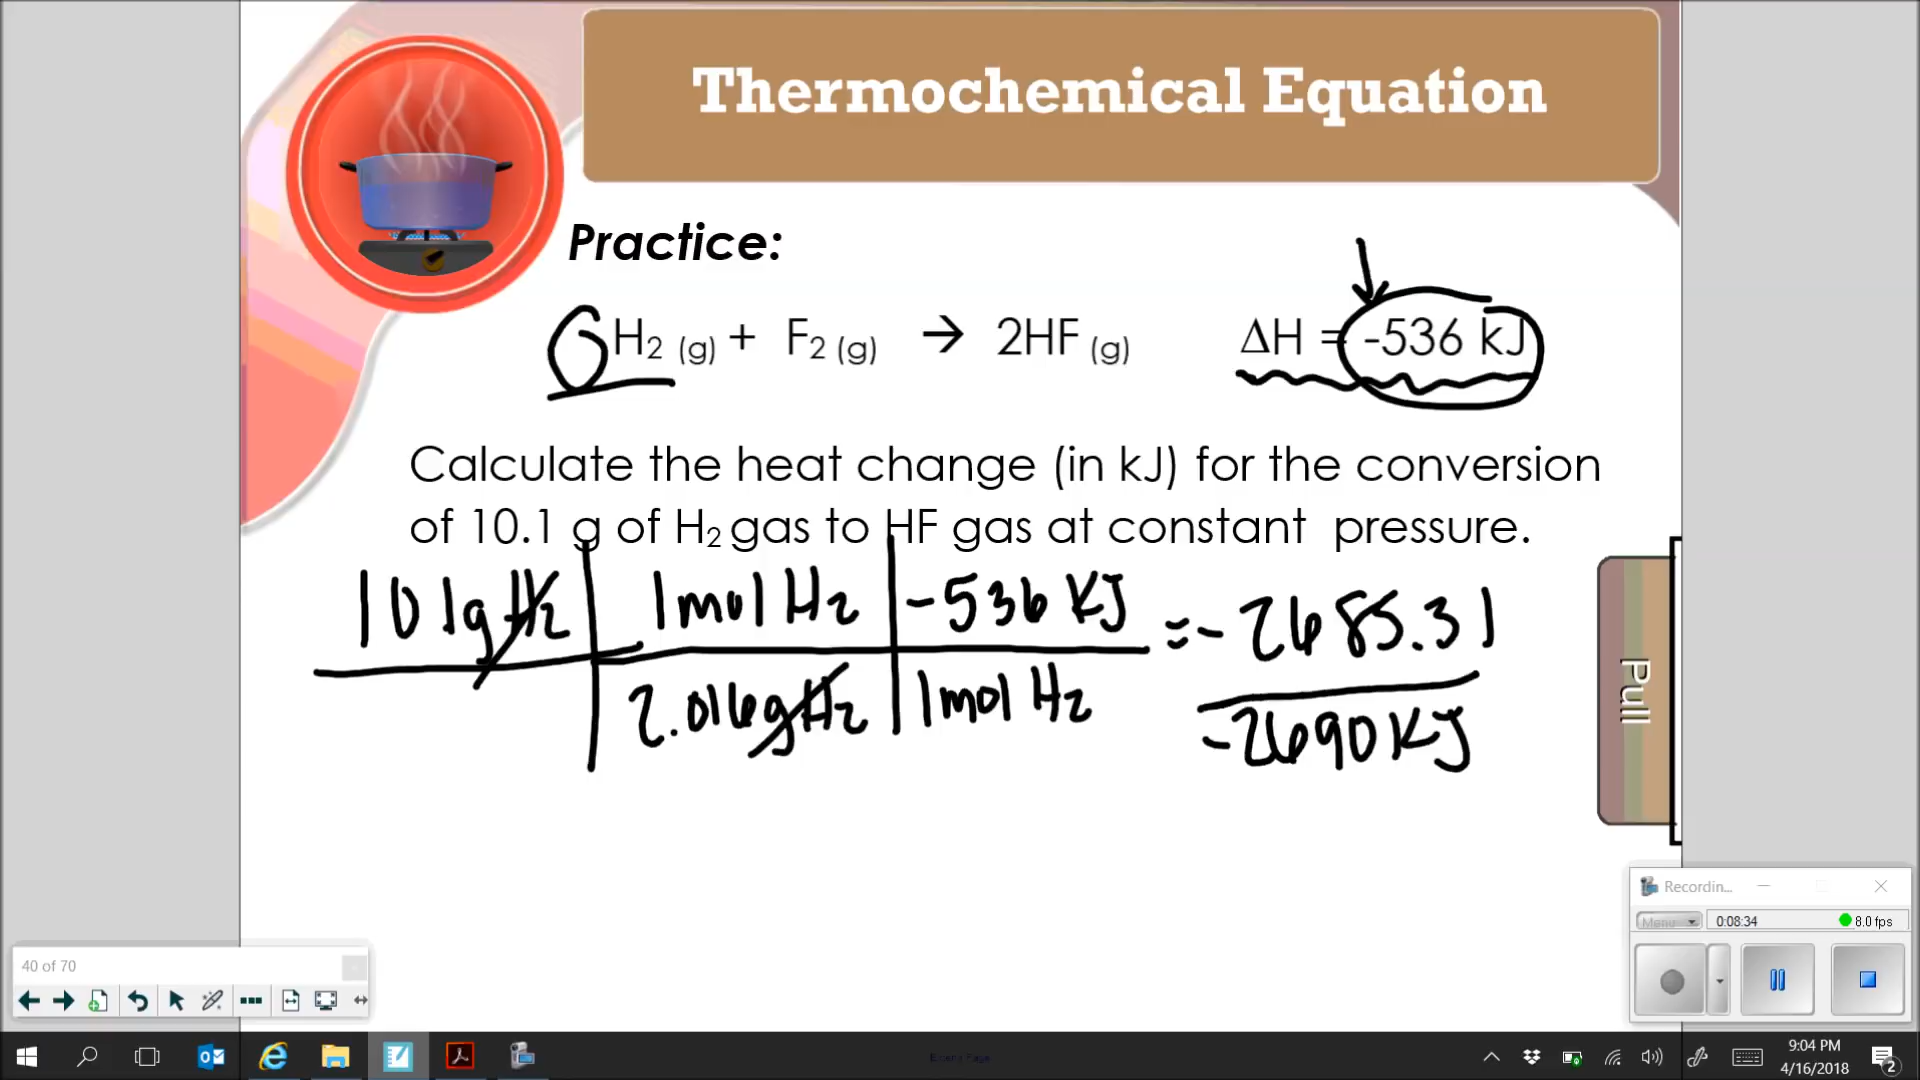 Thermochemical Equation
Practice:
H2 (g) + F2 (g) → 2HF (g) ΔH = -536 kJ
Calculate the heat change (in kJ) for the conversion
of 10.1 g of H2 gas to HF gas at constant pressure.
10 1g H2 1mol H2 -536 KJ = -2685.31
2.016g H2 1mol H2 -2690 KJ
Pull
Recordin...
Menu 0:08:34 8.0 fps
40 of 70
9:04 PM
4/16/2018
2